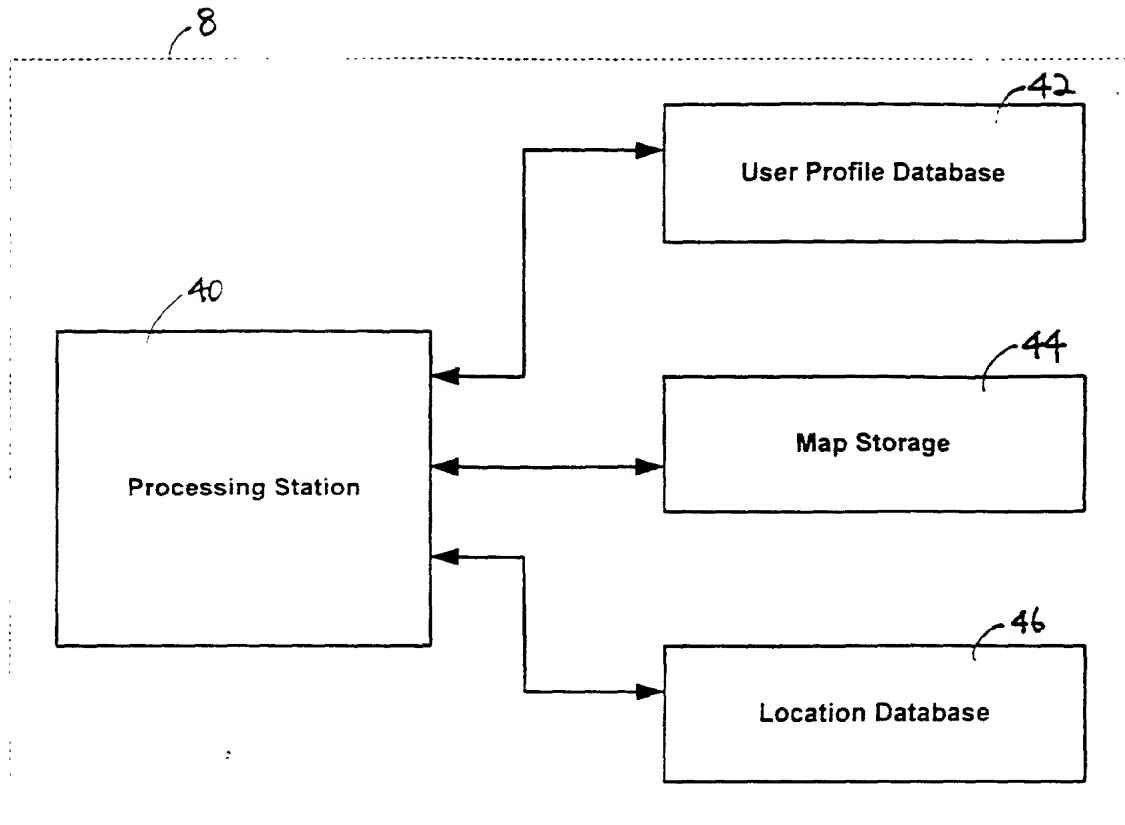 8
42
User Profile Database
40
44
Map Storage
Processing Station
46
Location Database